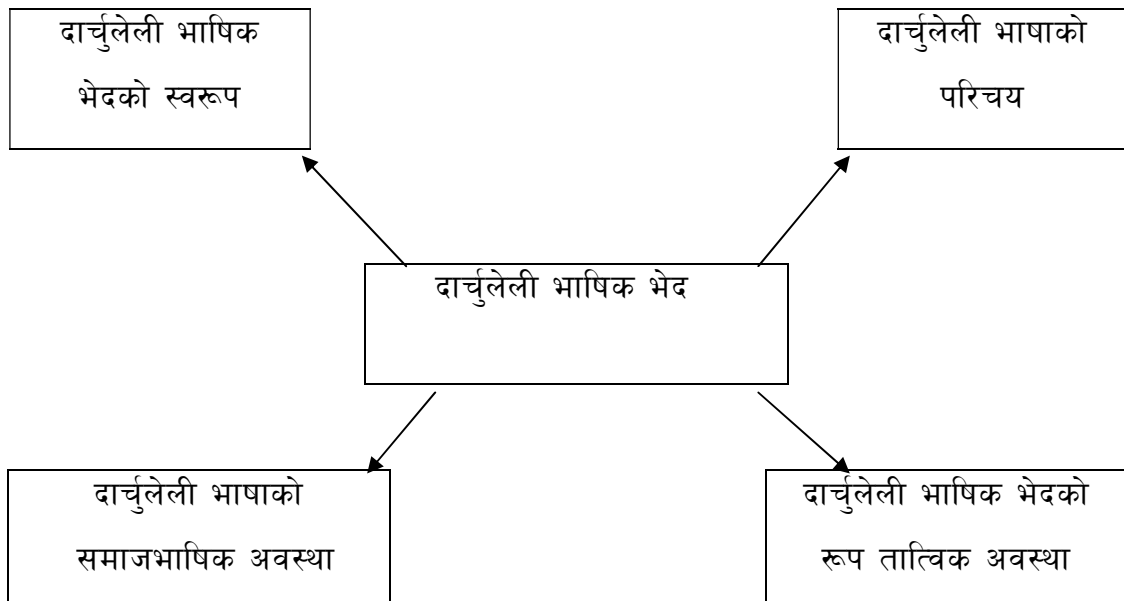 दार्चुलेली भाषिक
भेदको स्वरूप
दार्चुलेली भाषाको
परिचय
दार्चुलेली भाषिक भेद
दार्चुलेली भाषाको
समाजभाषिक अवस्था
दार्चुलेली भाषिक भेदको
रूप तात्विक अवस्था